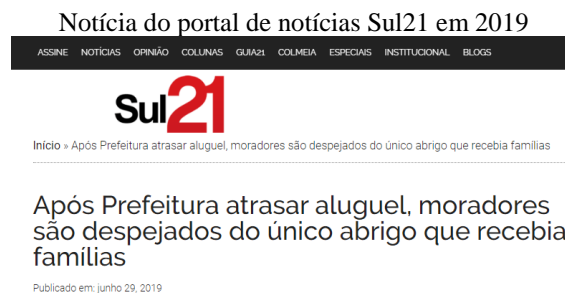 Notícia do portal de notícias Sul21 em 2019
ASSINE NOTÍCIAS OPINIÃO COLUNAS GUIA21 COLMEIA ESPECIAIS INSTITUCIONAL BLOGS
Sul21
Início » Após Prefeitura atrasar aluguel, moradores são despejados do único abrigo que recebia famílias
Após Prefeitura atrasar aluguel, moradores
são despejados do único abrigo que recebia
famílias
Publicado em: junho 29, 2019